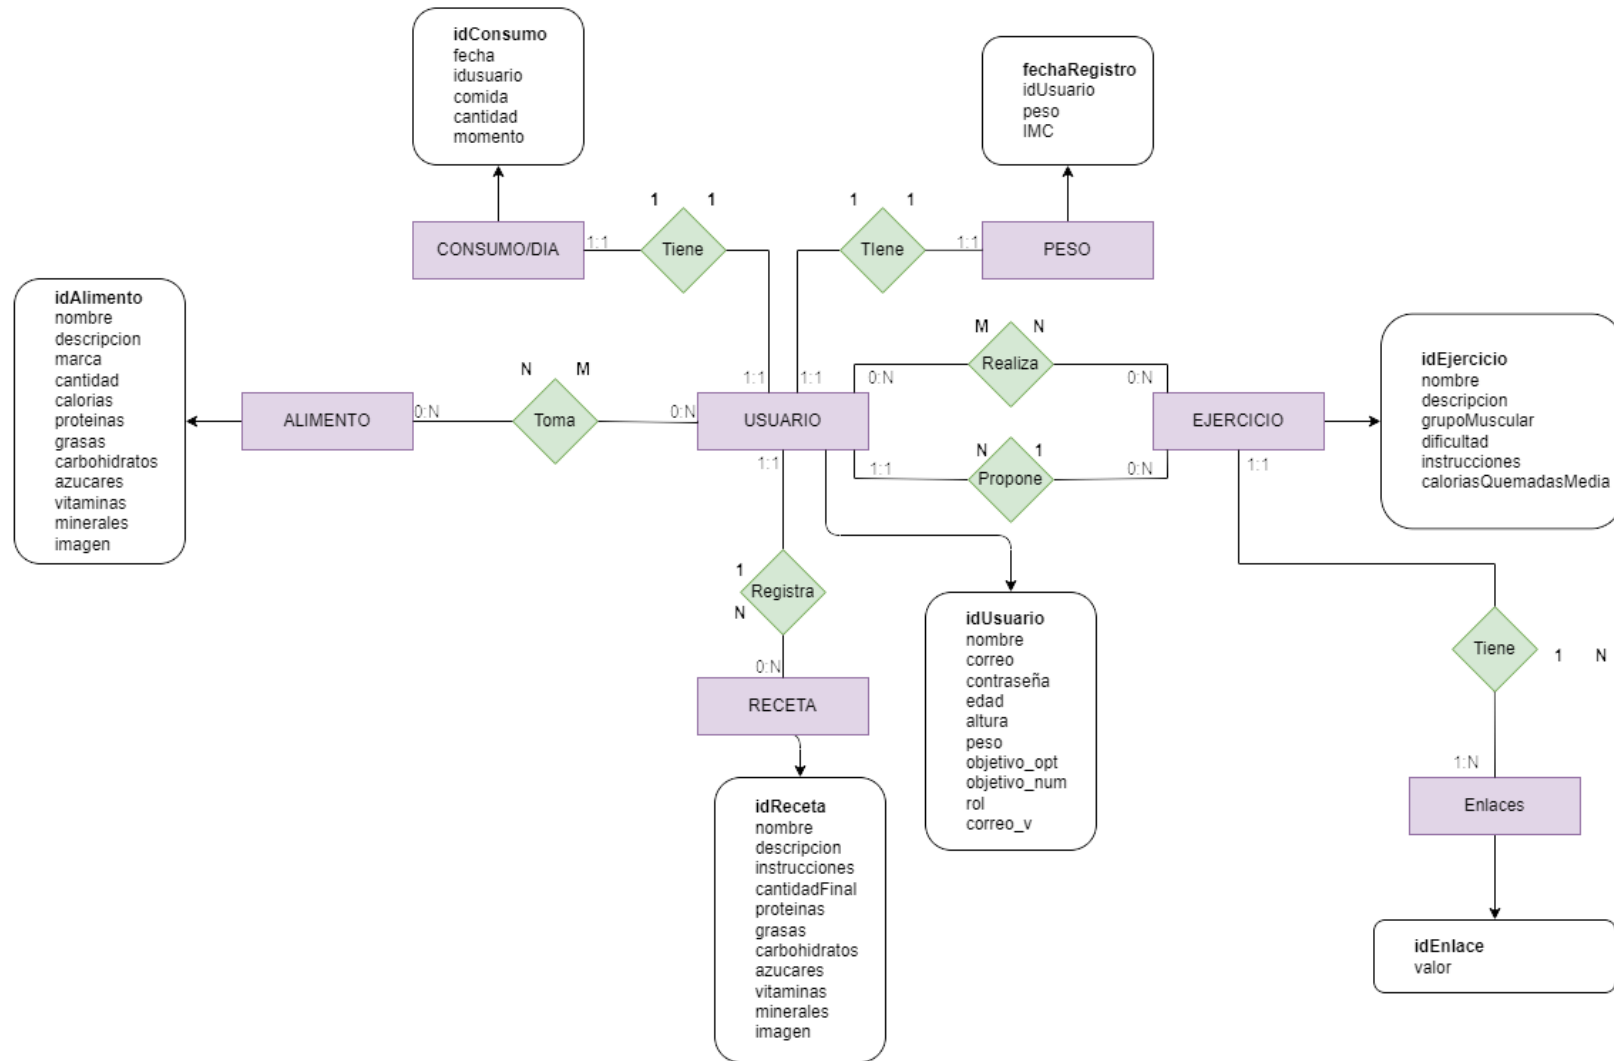 idConsumo
fecha
idusuario
comida
cantidad
momento
fechaRegistro
idUsuario
peso
IMC
1 1
1 1
CONSUMO/DIA
1:1
Tiene
TIene
1:1
PESO
idAlimento
nombre
descripcion
marca
cantidad
calorias
proteinas
grasas
carbohidratos
azucares
vitaminas
minerales
imagen
ALIMENTO
0:N
N M
Toma
0:N
1:1
1:1
USUARIO
1:1
0:N
M N
Realiza
0:N
1:1
N 1
Propone
0:N
EJERCICIO
1:1
idEjercicio
nombre
descripcion
grupoMuscular
dificultad
instrucciones
caloriasQuemadasMedia
1
Registra
N
0:N
RECETA
idUsuario
nombre
correo
contraseña
edad
altura
peso
objetivo_opt
objetivo_num
rol
correo_v
Tiene
1 N
1:N
Enlaces
idReceta
nombre
descripcion
instrucciones
cantidadFinal
proteinas
grasas
carbohidratos
azucares
vitaminas
minerales
imagen
idEnlace
valor